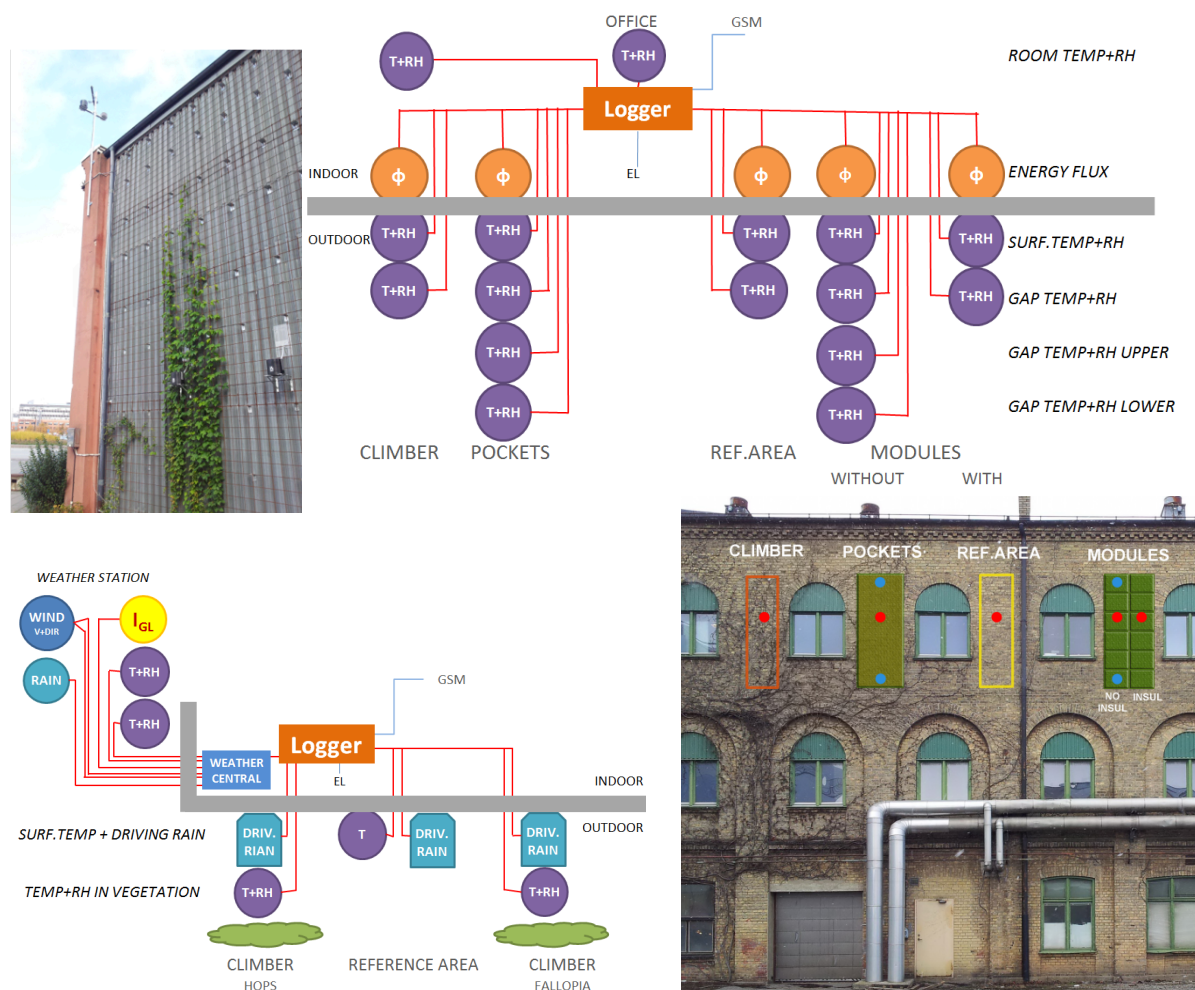 OFFICE
GSM
T+RH
T+RH
ROOM TEMP+RH
Logger
INDOOR
Φ
Φ
EL
Φ
Φ
Φ
ENERGY FLUX
OUTDOOR
T+RH
T+RH
T+RH
T+RH
T+RH
SURF.TEMP+RH
T+RH
T+RH
T+RH
T+RH
T+RH
GAP TEMP+RH
T+RH
T+RH
GAP TEMP+RH UPPER
T+RH
T+RH
GAP TEMP+RH LOWER
CLIMBER
POCKETS
REF.AREA
MODULES
WITHOUT
WITH
CLIMBER
POCKETS
REF.AREA
MODULES
NO
INSUL
INSUL
WEATHER STATION
WIND
V+DIR
IGL
RAIN
T+RH
T+RH
GSM
Logger
WEATHER
CENTRAL
EL
INDOOR
OUTDOOR
SURF.TEMP + DRIVING RAIN
DRIV.
RIAN
T
DRIV.
RAIN
DRIV.
RAIN
TEMP+RH IN VEGETATION
T+RH
T+RH
CLIMBER
HOPS
REFERENCE AREA
CLIMBER
FALLOPIA